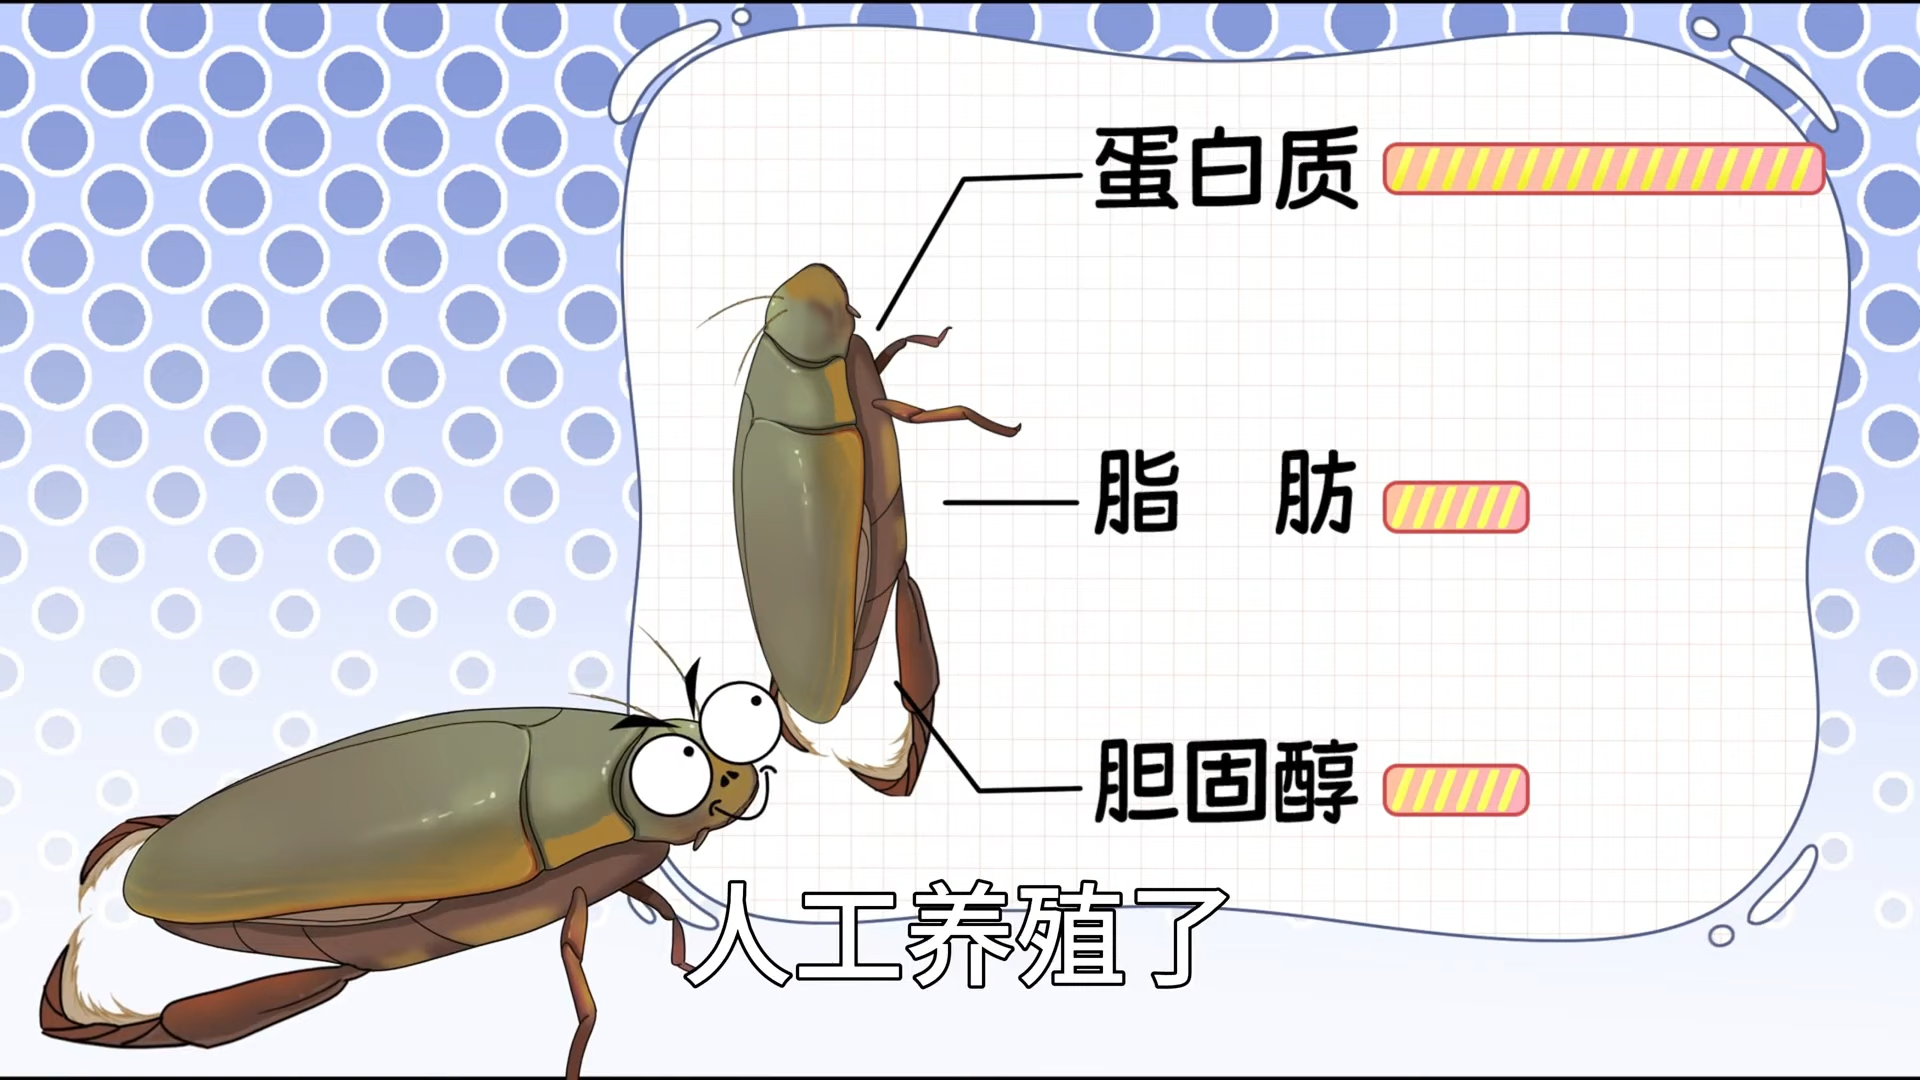 蛋白质
脂 肪
胆固醇
人工养殖了